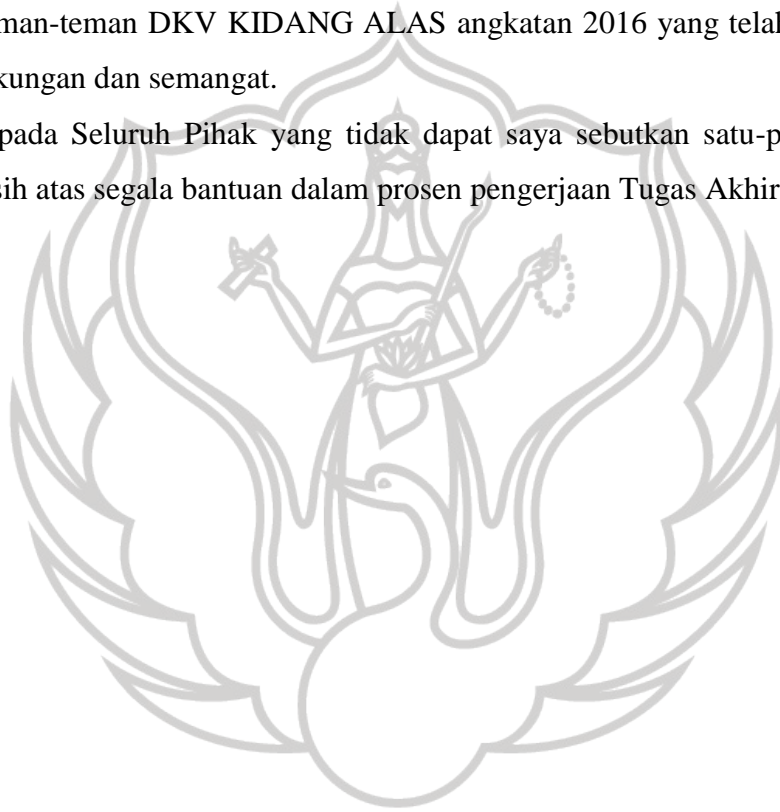 man-teman DKV KIDANG ALAS angkatan 2016 yang telah
kungan dan semangat.
pada Seluruh Pihak yang tidak dapat saya sebutkan satu-p
sih atas segala bantuan dalam prosen pengerjaan Tugas Akhir